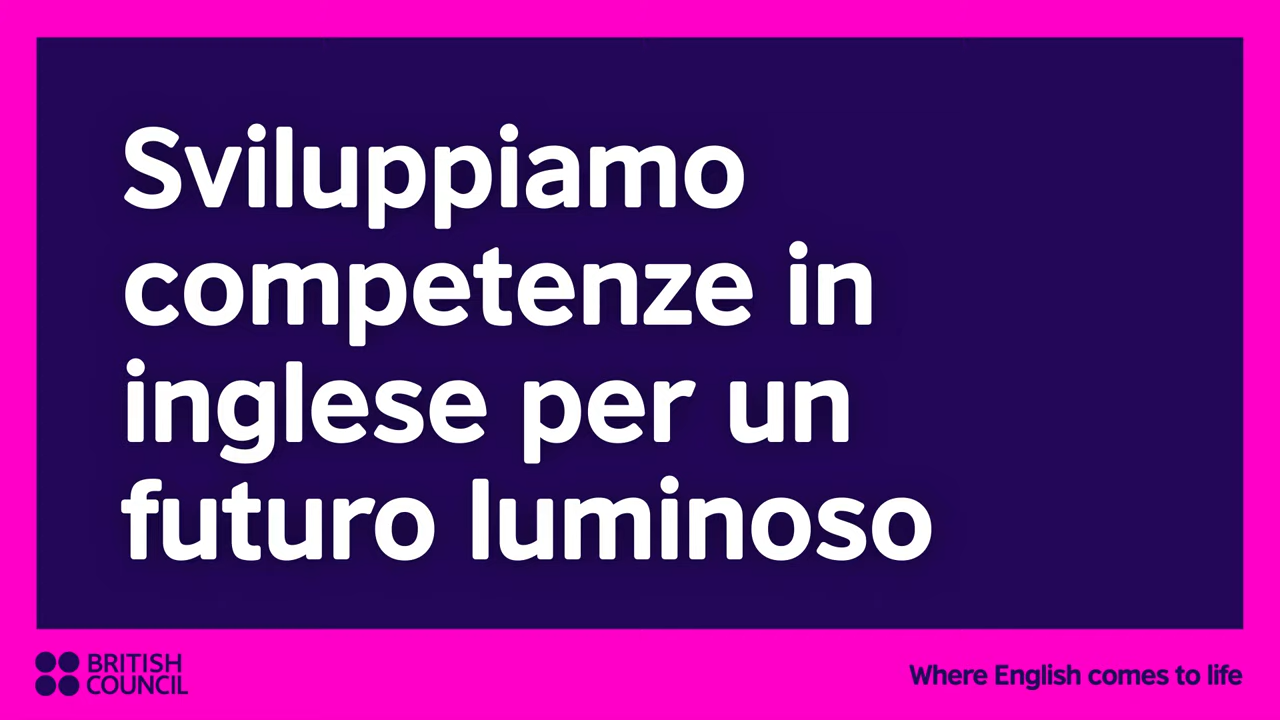 Sviluppiamo
competenze in
inglese per un
futuro luminoso
BRITISH
COUNCIL
Where English comes to life